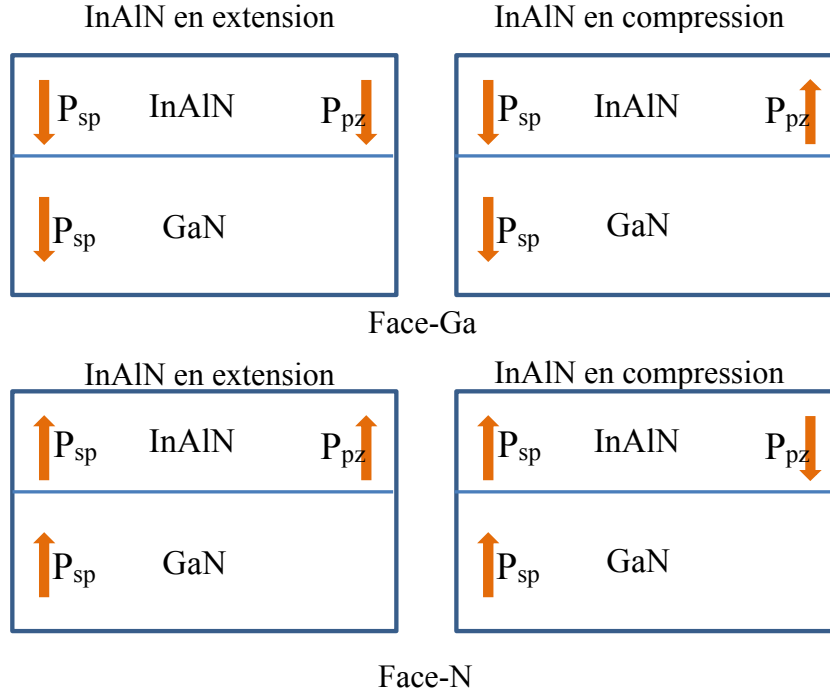 InAlN en extension
InAlN en compression
Psp InAlN Ppz
Psp InAlN Ppz
Psp GaN
Psp GaN
Face-Ga
InAlN en extension
InAlN en compression
Psp InAlN Ppz
Psp InAlN Ppz
Psp GaN
Psp GaN
Face-N